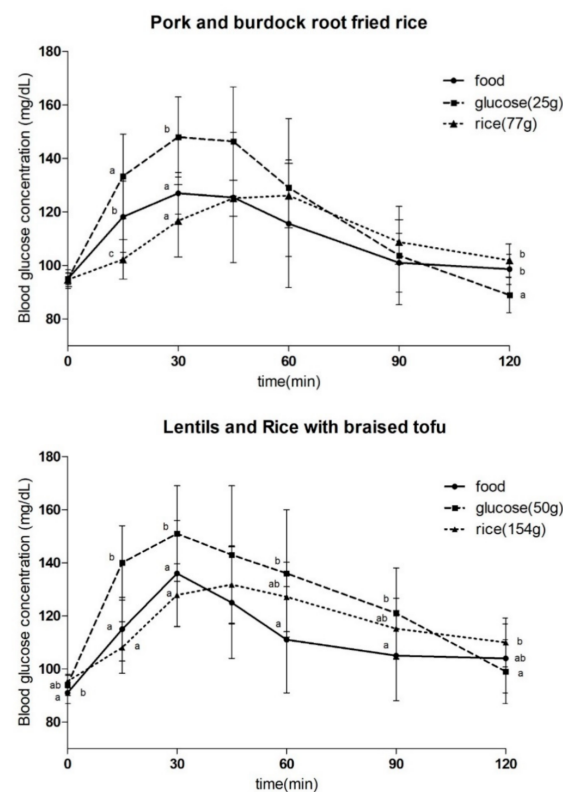 Pork and burdock root fried rice
Blood glucose concentration (mg/dL)
180
160
140
120
100
80
food
glucose(25g)
rice(77g)
a
b
c
b
a
a
b
b
a
0
30
60
90
120
time(min)
Lentils and Rice with braised tofu
Blood glucose concentration (mg/dL)
180
160
140
120
100
80
food
glucose(50g)
rice(154g)
ab
a
b
b
a
a
b
a
a
b
ab
a
b
ab
a
b
ab
a
0
30
60
90
120
time(min)